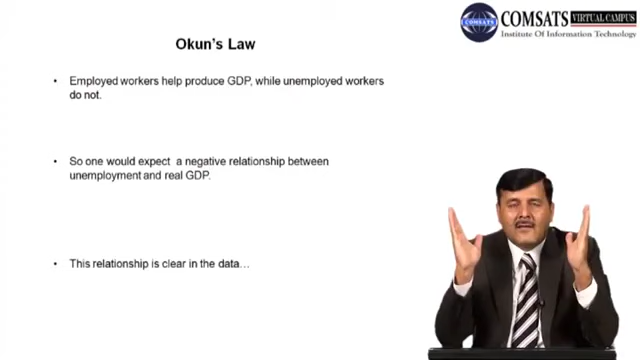 COMSATS VIRTUAL CAMPUS
COMSATS
Institute Of Information Technology
Okun's Law
• Employed workers help produce GDP, while unemployed workers
do not.
• So one would expect a negative relationship between
unemployment and real GDP.
• This relationship is clear in the data…